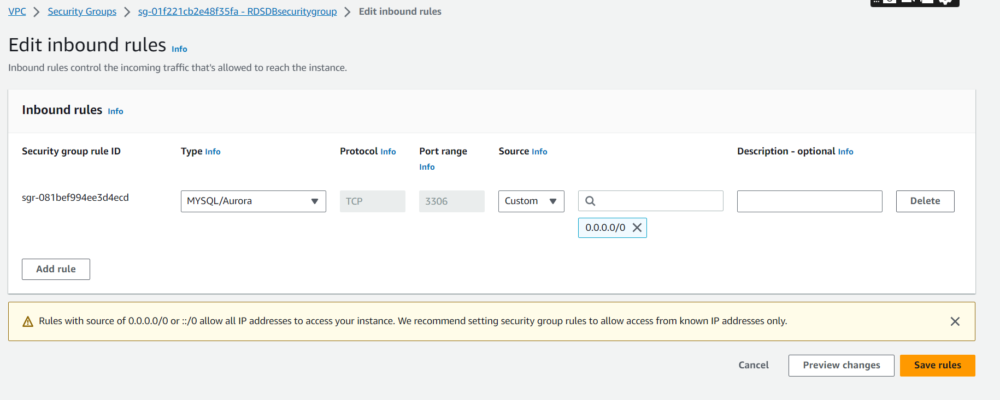 VPC > Security Groups > sg-01f221cb2e48f35fa - RDSDBsecuritygroup > Edit inbound rules
Edit inbound rules Info
Inbound rules control the incoming traffic that's allowed to reach the instance.
Inbound rules Info
Security group rule ID Type Info Protocol Info Port range Info Source Info Description - optional Info
sgr-081bef994ee3d4ecd MYSQL/Aurora TCP 3306 Custom Delete
0.0.0.0/0
Add rule
Rules with source of 0.0.0.0/0 or ::/0 allow all IP addresses to access your instance. We recommend setting security group rules to allow access from known IP addresses only.
Cancel Preview changes Save rules